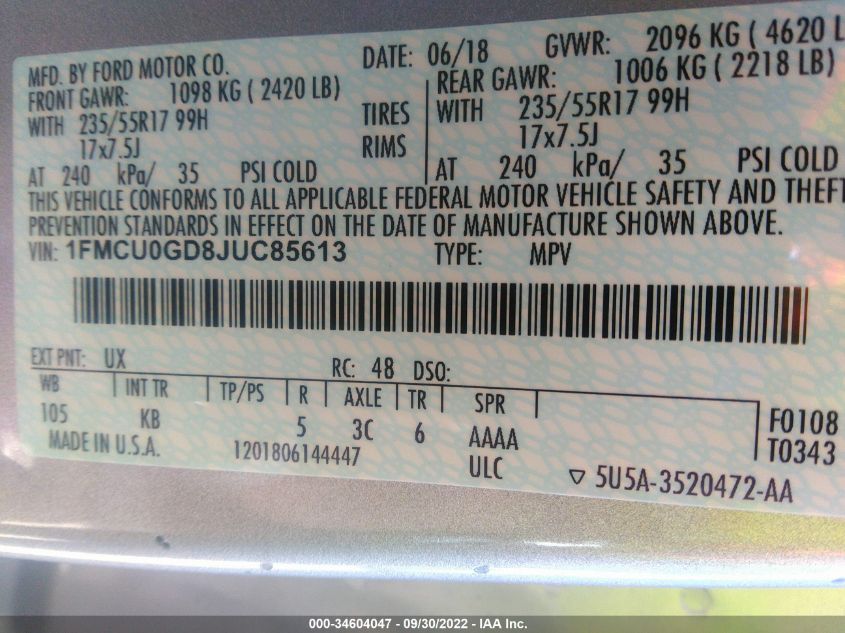 MFD. BY FORD MOTOR CO.
DATE: 06/18 GVWR: 2096 KG ( 4620 L
FRONT GAWR: 1098 KG ( 2420 LB) REAR GAWR: 1006 KG ( 2218 LB)
WITH 235/55R17 99H TIRES WITH 235/55R17 99H
17x7.5J RIMS 17x7.5J
AT 240 kPa/ 35 PSI COLD AT 240 kPa/ 35 PSI COLD
THIS VEHICLE CONFORMS TO ALL APPLICABLE FEDERAL MOTOR VEHICLE SAFETY AND THEFT
PREVENTION STANDARDS IN EFFECT ON THE DATE OF MANUFACTURE SHOWN ABOVE.
VIN: 1FMCU0GD8JUC85613 TYPE: MPV
EXT PNT: UX RC: 48 DSO:
WB INT TR TP/PS R AXLE TR SPR
105 KB 5 3C 6 AAAA F0108
MADE IN U.S.A. 1201806144447 ULC T0343
▽ 5U5A-3520472-AA
000-34604047 - 09/30/2022 - IAA Inc.